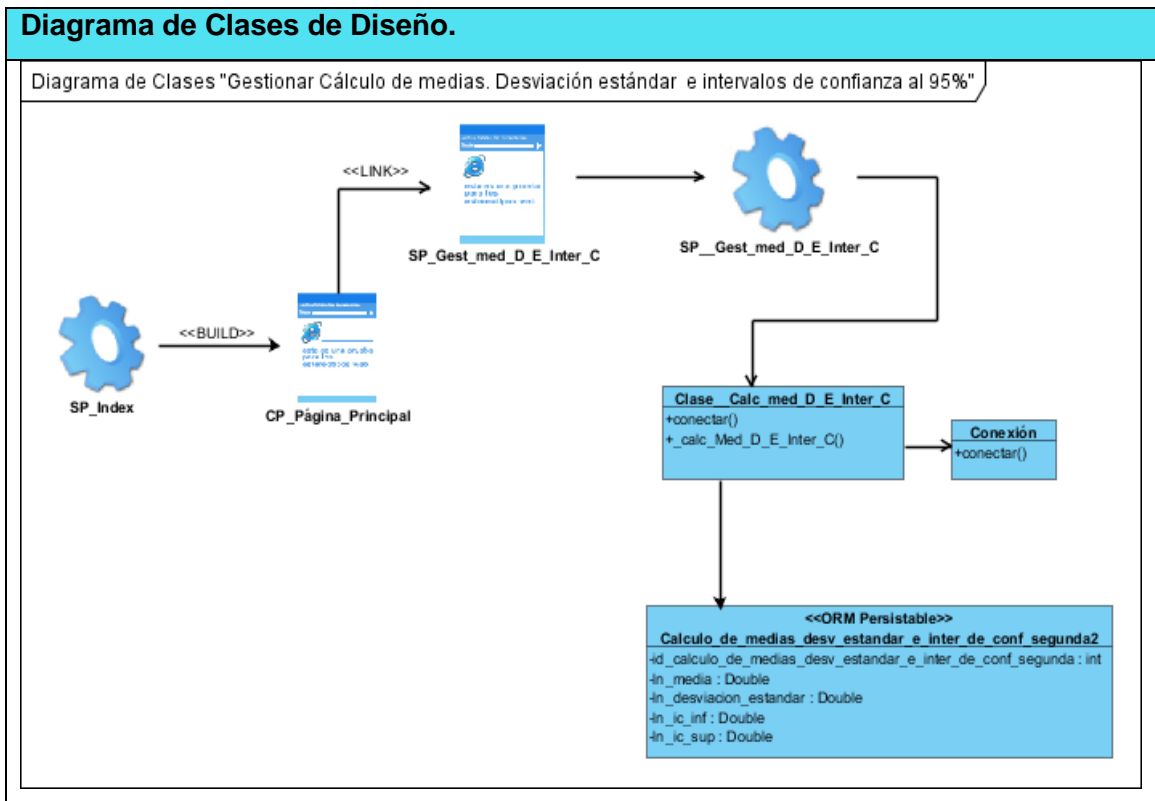 Diagrama de Clases de Diseño.
Diagrama de Clases "Gestionar Cálculo de medias. Desviación estándar e intervalos de confianza al 95%"
<<LINK>>
SP_Gest_med_D_E_Inter_C
SP__Gest_med_D_E_Inter_C
<<BUILD>>
SP_Index
CP_Página_Principal
Clase__Calc_med_D_E_Inter_C
+conectar()
+_calc_Med_D_E_Inter_C()
Conexión
+conectar()
<<ORM Persistable>>
Calculo_de_medias_desv_estandar_e_inter_de_conf_segunda2
-id_calculo_de_medias_desv_estandar_e_inter_de_conf_segunda : int
-ln_media : Double
-ln_desviacion_estandar : Double
-ln_ic_inf : Double
-ln_ic_sup : Double